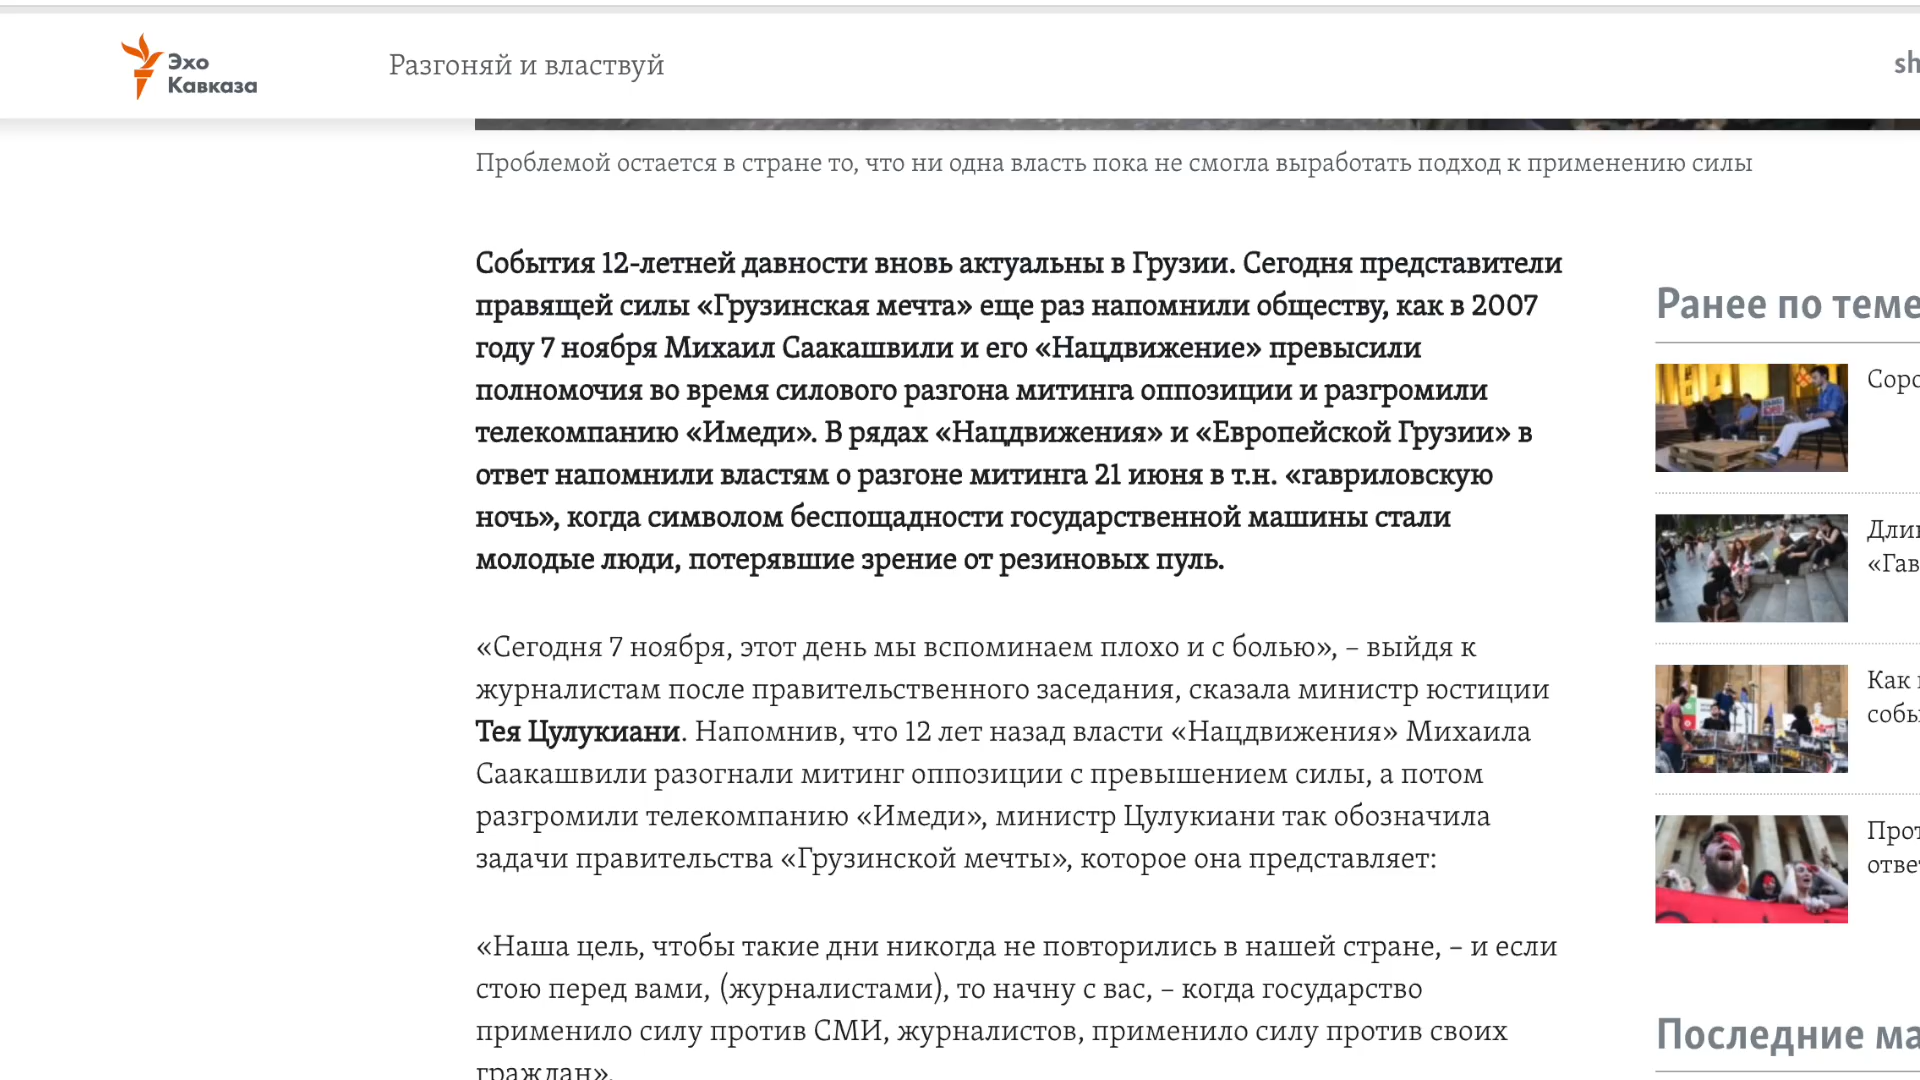 Эхо
Кавказа
Разгоняй и властвуй
sh
Проблемой остается в стране то, что ни одна власть пока не смогла выработать подход к применению силы
События 12-летней давности вновь актуальны в Грузии. Сегодня представители
правящей силы «Грузинская мечта» еще раз напомнили обществу, как в 2007
году 7 ноября Михаил Саакашвили и его «Нацдвижение» превысили
полномочия во время силового разгона митинга оппозиции и разгромили
телекомпанию «Имеди». В рядах «Нацдвижения» и «Европейской Грузии» в
ответ напомнили властям о разгоне митинга 21 июня в т.н. «гавриловскую
ночь», когда символом беспощадности государственной машины стали
молодые люди, потерявшие зрение от резиновых пуль.
«Сегодня 7 ноября, этот день мы вспоминаем плохо и с болью», – выйдя к
журналистам после правительственного заседания, сказала министр юстиции
Тея Цулукиани. Напомнив, что 12 лет назад власти «Нацдвижения» Михаила
Саакашвили разогнали митинг оппозиции с превышением силы, а потом
разгромили телекомпанию «Имеди», министр Цулукиани так обозначила
задачи правительства «Грузинской мечты», которое она представляет:
«Наша цель, чтобы такие дни никогда не повторились в нашей стране, – и если
стою перед вами, (журналистами), то начну с вас, – когда государство
применило силу против СМИ, журналистов, применило силу против своих
граждан».
Ранее по теме
Соро
«Гав
Как
собы
Прот
отве
Последние ма